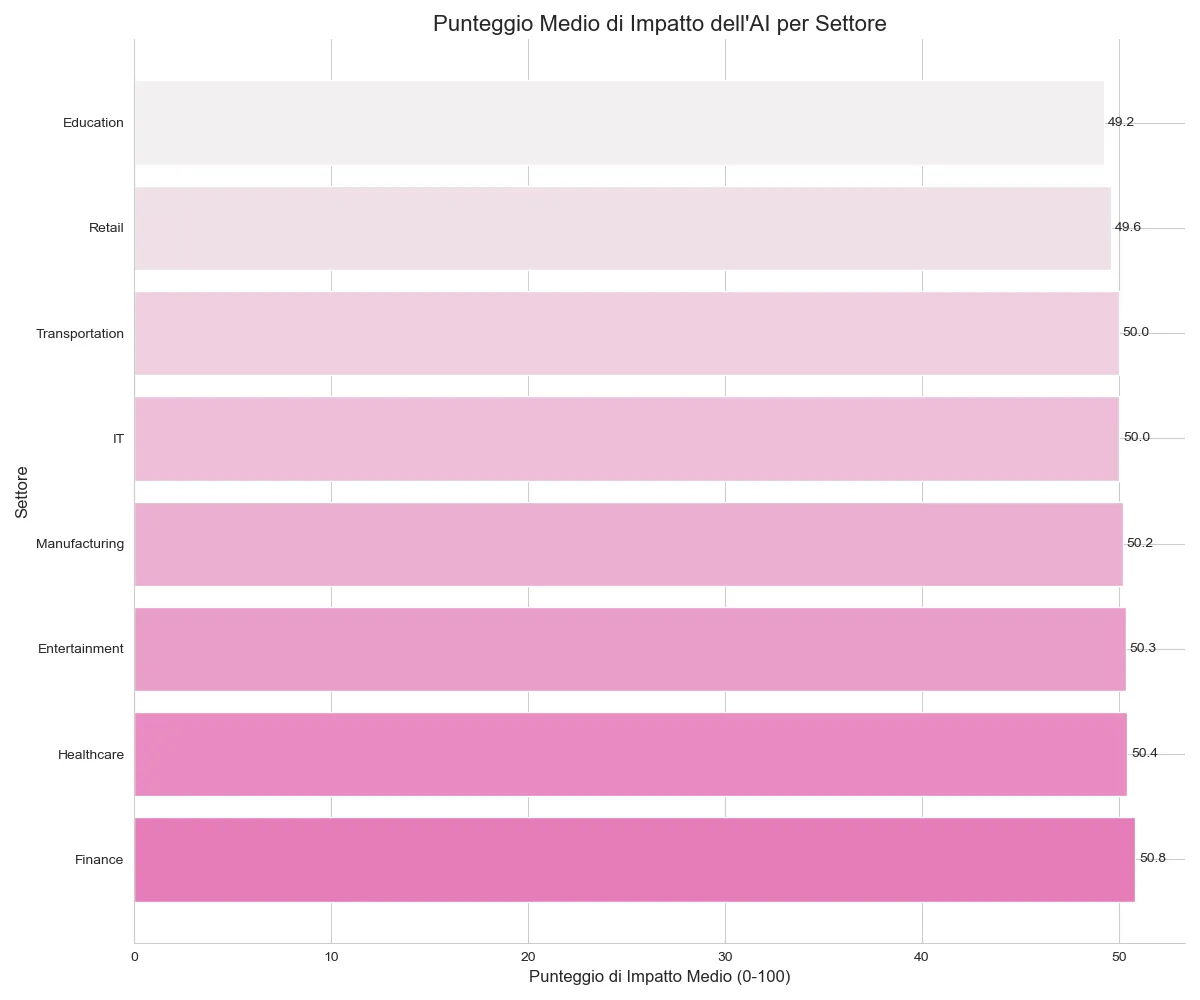 Punteggio Medio di Impatto dell'AI per Settore
Education
49.2
Retail
49.6
Transportation
50.0
IT
50.0
Settore
Manufacturing
50.2
Entertainment
50.3
Healthcare
50.4
Finance
50.8
0 10 20 30 40 50
Punteggio di Impatto Medio (0-100)